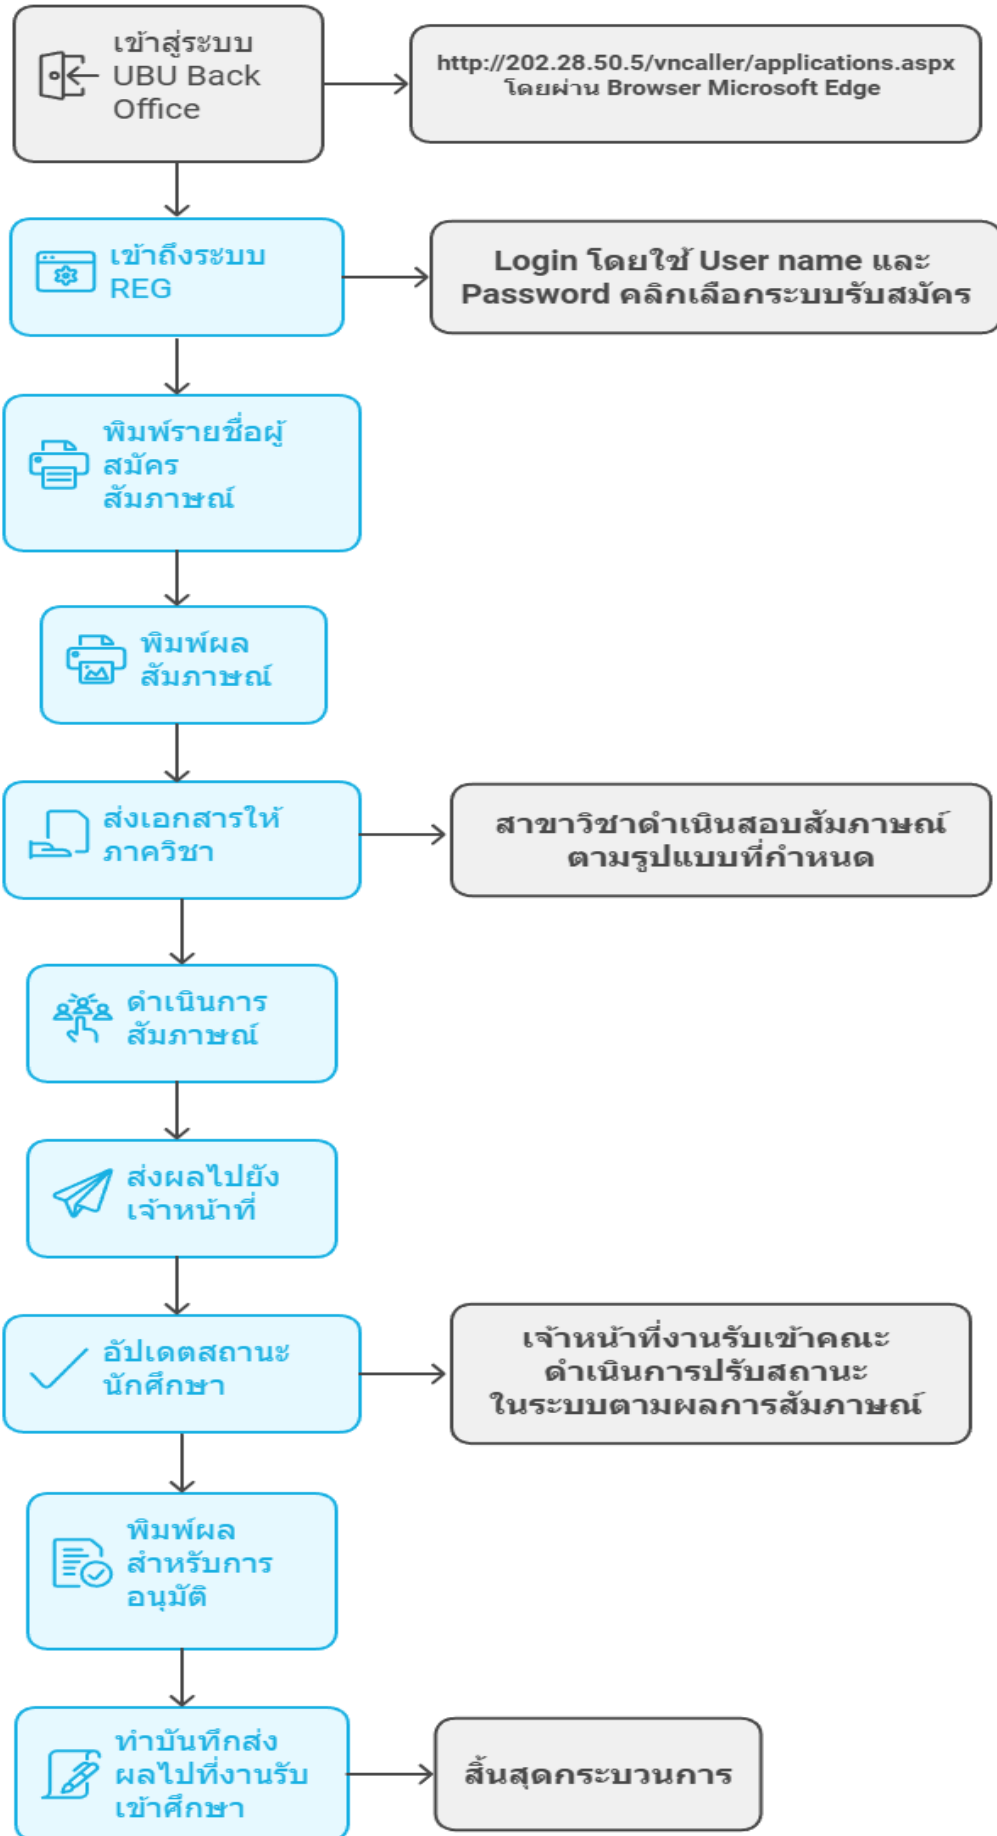 เข้าสู่ระบบ
UBU Back
Office
http://202.28.50.5/vncaller/applications.aspx
โดยผ่าน Browser Microsoft Edge
เข้าถึงระบบ
REG
Login โดยใช้ User name และ
Password คลิกเลือกระบบรับสมัคร
พิมพ์รายชื่อผู้
สมัคร
สัมภาษณ์
พิมพ์ผล
สัมภาษณ์
ส่งเอกสารให้
ภาควิชา
สาขาวิชาดำเนินสอบสัมภาษณ์
ตามรูปแบบที่กำหนด
ดำเนินการ
สัมภาษณ์
ส่งผลไปยัง
เจ้าหน้าที่
อัปเดตสถานะ
นักศึกษา
เจ้าหน้าที่งานรับเข้าคณะ
ดำเนินการปรับสถานะ
ในระบบตามผลการสัมภาษณ์
พิมพ์ผล
สำหรับการ
อนุมัติ
ทำบันทึกส่ง
ผลไปที่งานรับ
เข้าศึกษา
สิ้นสุดกระบวนการ